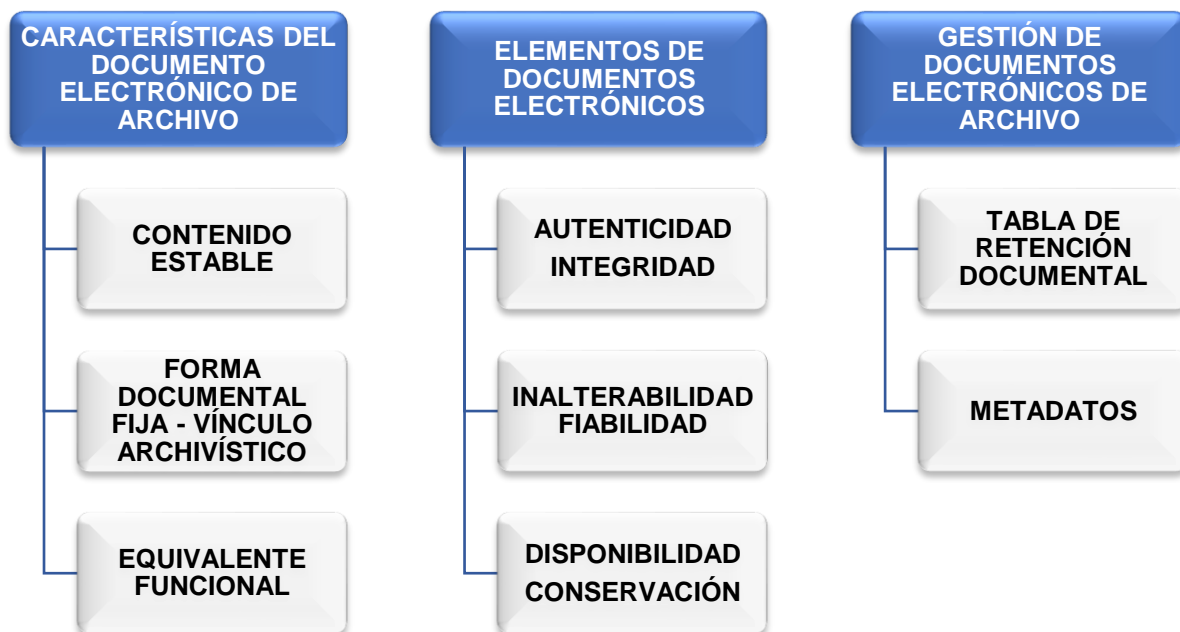 CARACTERÍSTICAS DEL
DOCUMENTO
ELECTRÓNICO DE
ARCHIVO
CONTENIDO
ESTABLE
FORMA
DOCUMENTAL
FIJA - VÍNCULO
ARCHIVÍSTICO
EQUIVALENTE
FUNCIONAL
ELEMENTOS DE
DOCUMENTOS
ELECTRÓNICOS
AUTENTICIDAD
INTEGRIDAD
INALTERABILIDAD
FIABILIDAD
DISPONIBILIDAD
CONSERVACIÓN
GESTIÓN DE
DOCUMENTOS
ELECTRÓNICOS DE
ARCHIVO
TABLA DE
RETENCIÓN
DOCUMENTAL
METADATOS